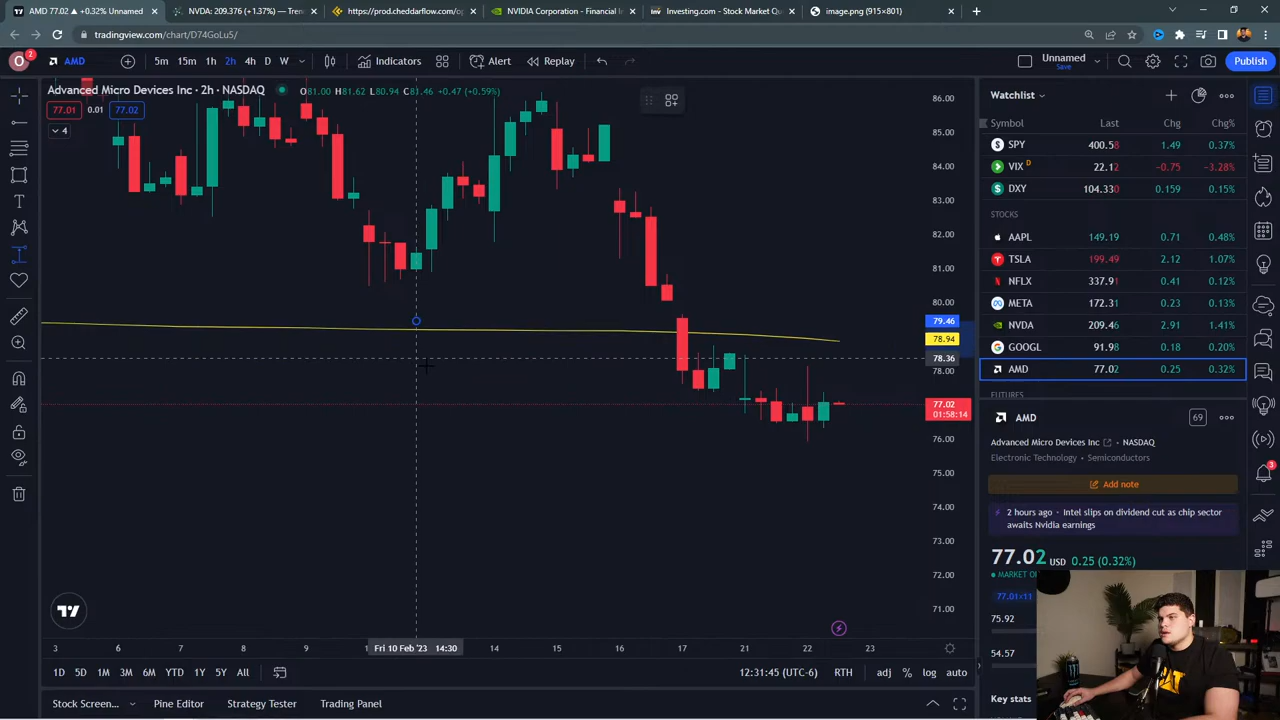 AMD 77.02 ▲ +0.32% Unnamed
NVDA: 209.376 (+1.37%) — Tren
https://prod.cheddarflow.com/op
NVIDIA Corporation - Financial In
Investing.com - Stock Market Qu
image.png (915×801)
tradingview.com/chart/D74GoLu5/
O 2
AMD
5m 15m 1h 2h 4h D W
Indicators
Alert
Replay
Unnamed
Save
Publish
Advanced Micro Devices Inc · 2h · NASDAQ
O81.00 H81.62 L80.94 C81.46 +0.47 (+0.59%)
77.01 0.01 77.02
4
86.00
85.00
84.00
83.00
82.00
81.00
80.00
79.46
78.94
78.36
78.00
77.02
01:58:14
76.00
75.00
74.00
73.00
72.00
71.00
3 6 7 8 9 Fri 10 Feb '23 14:30 14 15 16 17 21 22 23
1D 5D 1M 3M 6M YTD 1Y 5Y All
12:31:45 (UTC-6)
RTH
adj % log auto
Stock Screen...
Pine Editor
Strategy Tester
Trading Panel
Watchlist
Symbol Last Chg Chg%
SPY 400.58 1.49 0.37%
VIX D 22.12 −0.75 −3.28%
DXY 104.330 0.159 0.15%
STOCKS
AAPL 149.19 0.71 0.48%
TSLA 199.49 2.12 1.07%
NFLX 337.91 0.41 0.12%
META 172.31 0.23 0.13%
NVDA 209.46 2.91 1.41%
GOOGL 91.98 0.18 0.20%
AMD 77.02 0.25 0.32%
FUTURES
AMD
69
Advanced Micro Devices Inc · NASDAQ
Electronic Technology • Semiconductors
Add note
2 hours ago · Intel slips on dividend cut as chip sector
awaits Nvidia earnings
77.02 USD 0.25 (0.32%)
MARKET O
77.01×11
75.92
54.57
Key stats
3